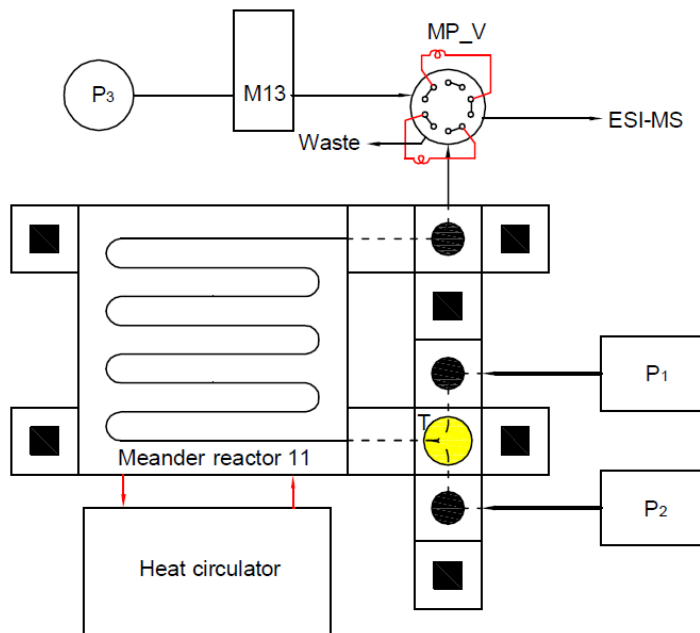 MP_V
P3
M13
ESI-MS
Waste
P1
T
Meander reactor 11
P2
Heat circulator